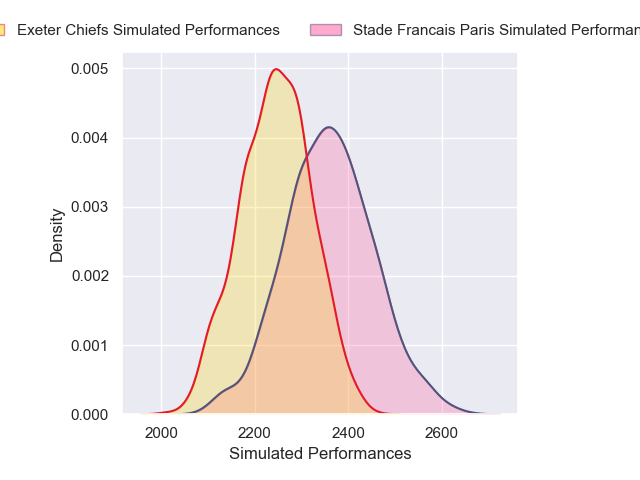 Exeter Chiefs Simulated Performances
Stade Francais Paris Simulated
0.005
0.004
0.003
0.002
0.001
0.000
Density
2000 2200 2400 2600
Simulated Performances